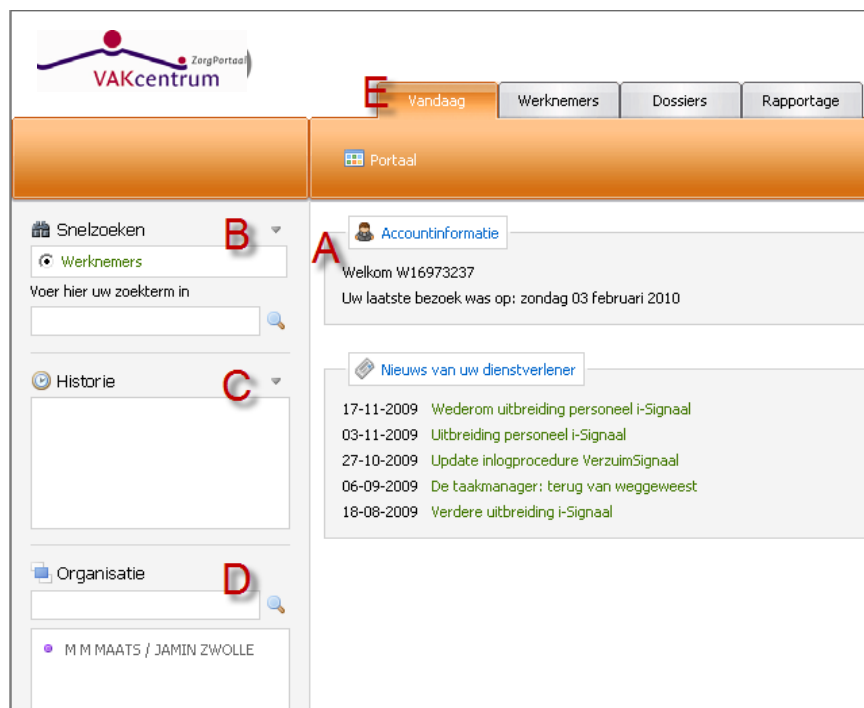 ZorgPortaal
VAKcentrum
E Vandaag Werknemers Dossiers Rapportage
Portaal
Snelzoeken B
Werknemers
Voer hier uw zoekterm in
Historie C
Organisatie D
M M MAATS / JAMIN ZWOLLE
A Accountinformatie
Welkom W16973237
Uw laatste bezoek was op: zondag 03 februari 2010
Nieuws van uw dienstverlener
17-11-2009 Wederom uitbreiding personeel i-Signaal
03-11-2009 Uitbreiding personeel i-Signaal
27-10-2009 Update inlogprocedure VerzuimSignaal
06-09-2009 De taakmanager: terug van weggeweest
18-08-2009 Verdere uitbreiding i-Signaal